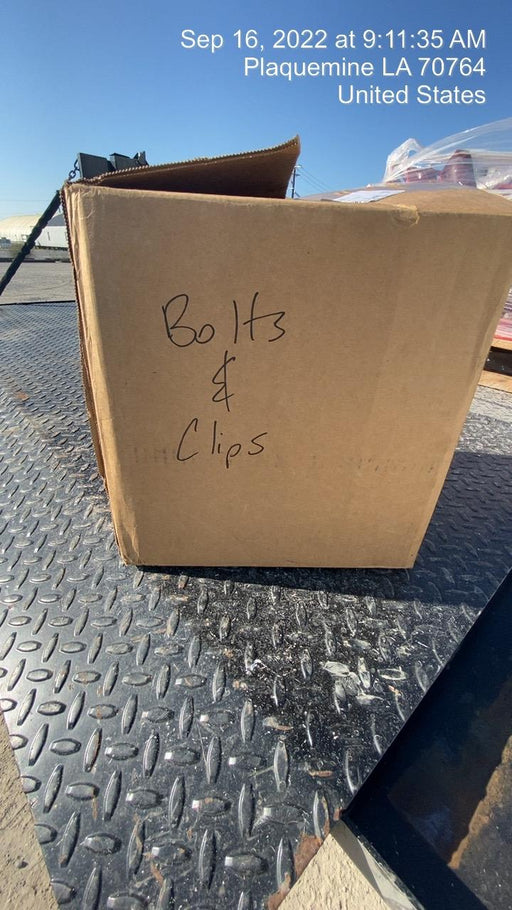 Sep 16, 2022 at 9:11:35 AM
Plaquemine LA 70764
United States
Bolts
&
Clips